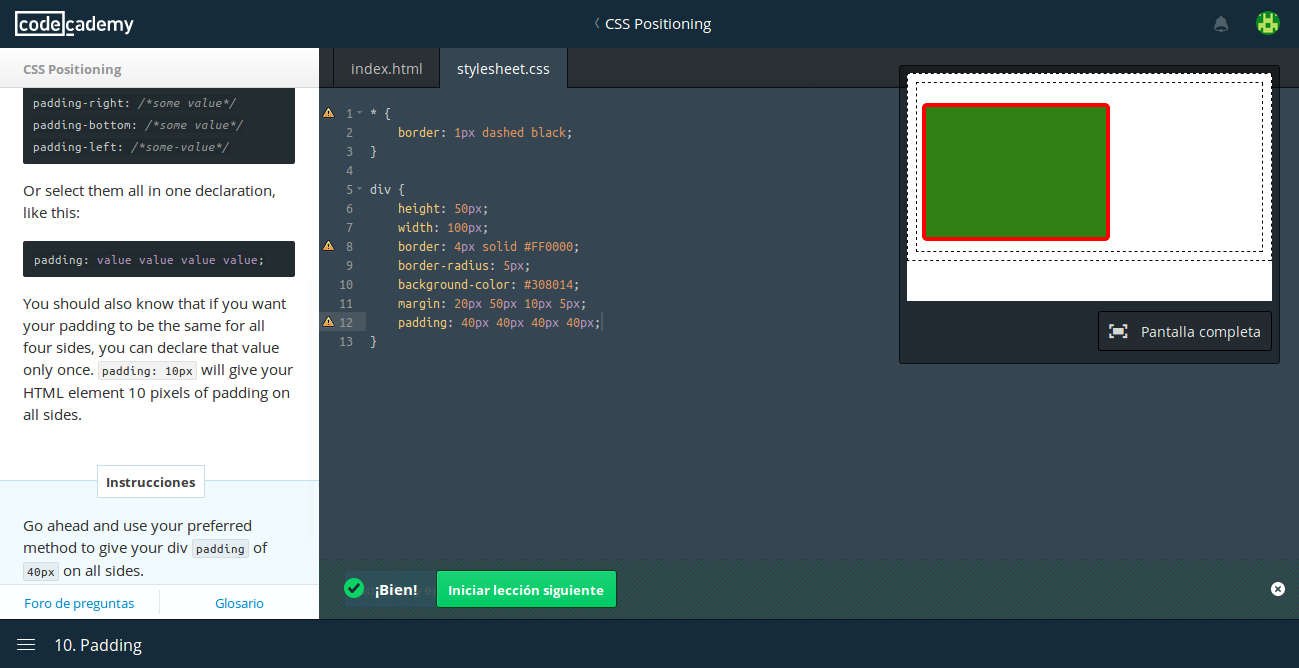 codecademy
CSS Positioning
CSS Positioning
index.html
stylesheet.css
padding-right: /*some value*/
padding-bottom: /*some value*/
padding-left: /*some-value*/
Or select them all in one declaration,
like this:
padding: value value value value;
You should also know that if you want
your padding to be the same for all
four sides, you can declare that value
only once. padding: 10px will give your
HTML element 10 pixels of padding on
all sides.
Instrucciones
Go ahead and use your preferred
method to give your div padding of
40px on all sides.
Foro de preguntas
Glosario
1 * {
2 border: 1px dashed black;
3 }
4
5 div {
6 height: 50px;
7 width: 100px;
8 border: 4px solid #FF0000;
9 border-radius: 5px;
10 background-color: #308014;
11 margin: 20px 50px 10px 5px;
12 padding: 40px 40px 40px 40px;
13 }
Pantalla completa
¡Bien!
Iniciar lección siguiente
10. Padding